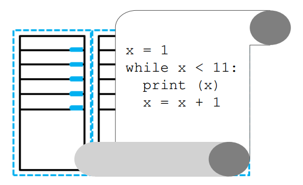 x = 1
while x < 11:
  print (x)
  x = x + 1